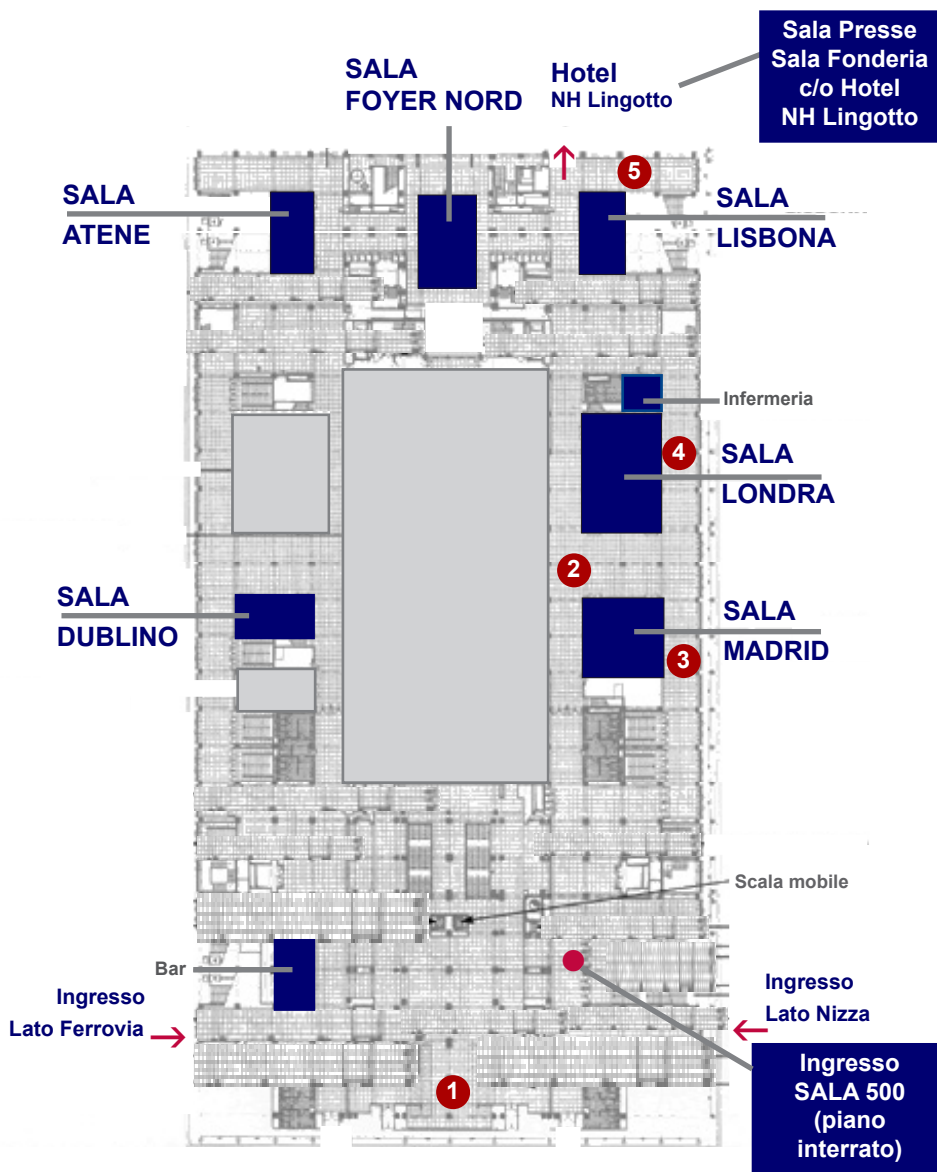 Sala Presse
Sala Fonderia
c/o Hotel
NH Lingotto
SALA
FOYER NORD
Hotel
NH Lingotto
5
SALA
ATENE
SALA
LISBONA
Infermeria
4
SALA
LONDRA
2
SALA
DUBLINO
SALA
MADRID
3
Scala mobile
Bar
Ingresso
Lato Ferrovia
Ingresso
Lato Nizza
1
Ingresso
SALA 500
(piano
interrato)